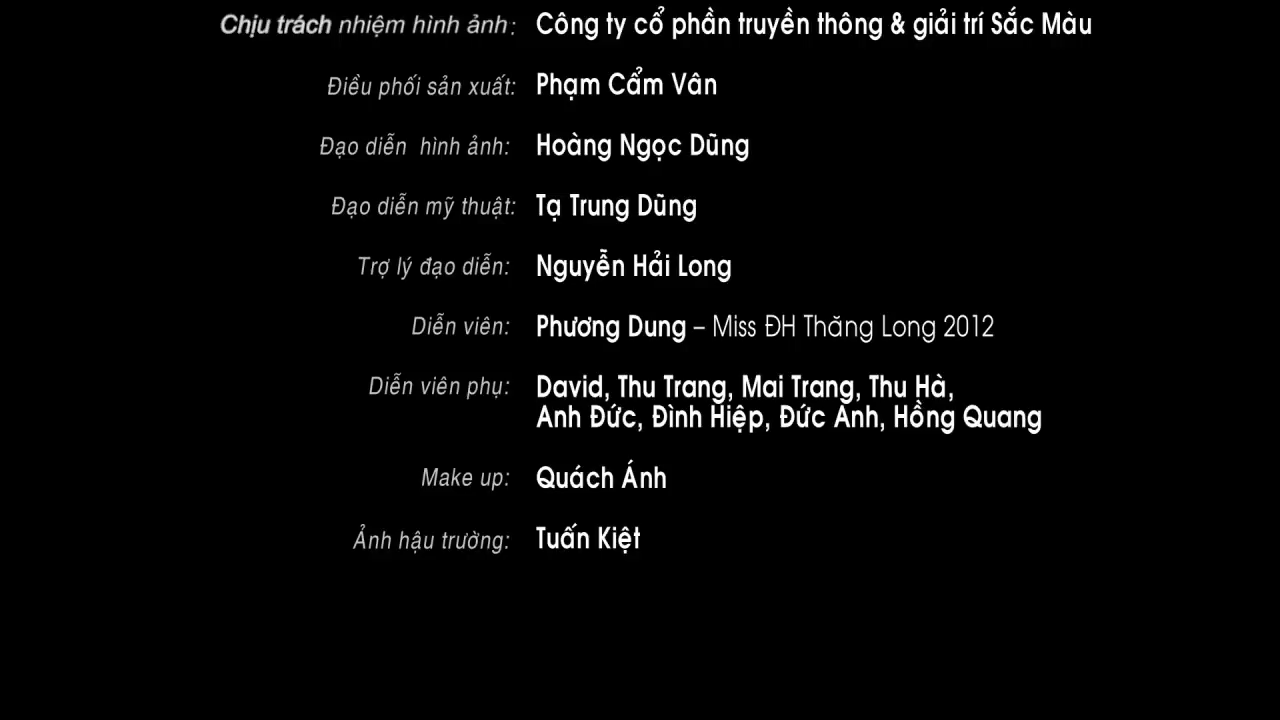 Chịu trách nhiệm hình ảnh: Công ty cổ phần truyền thông & giải trí Sắc Màu
Điều phối sản xuất: Phạm Cẩm Vân
Đạo diễn hình ảnh: Hoàng Ngọc Dũng
Đạo diễn mỹ thuật: Tạ Trung Dũng
Trợ lý đạo diễn: Nguyễn Hải Long
Diễn viên: Phương Dung – Miss ĐH Thăng Long 2012
Diễn viên phụ: David, Thu Trang, Mai Trang, Thu Hà,
Anh Đức, Đình Hiệp, Đức Anh, Hồng Quang
Make up: Quách Ánh
Ảnh hậu trường: Tuấn Kiệt